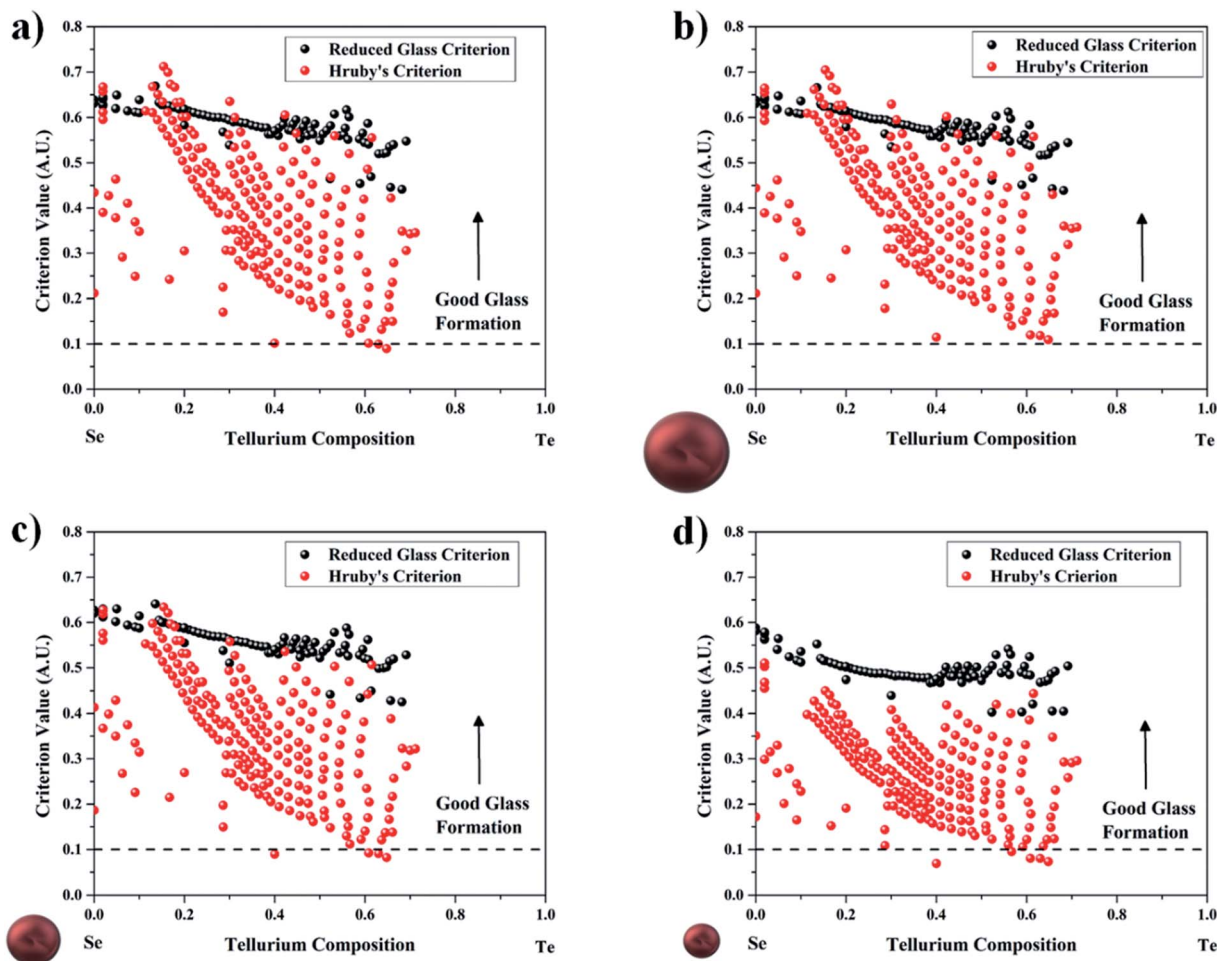 a)
Reduced Glass Criterion
Hruby's Criterion
Criterion Value (A.U.)
0.8
0.7
0.6
0.5
0.4
0.3
0.2
0.1
0.0
Good Glass
Formation
0.0 0.2 0.4 0.6 0.8 1.0
Se Tellurium Composition Te
b)
Reduced Glass Criterion
Hruby's Criterion
Criterion Value (A.U.)
0.8
0.7
0.6
0.5
0.4
0.3
0.2
0.1
0.0
Good Glass
Formation
0.0 0.2 0.4 0.6 0.8 1.0
Se Tellurium Composition Te
c)
Reduced Glass Criterion
Hruby's Criterion
Criterion Value (A.U.)
0.8
0.7
0.6
0.5
0.4
0.3
0.2
0.1
0.0
Good Glass
Formation
0.0 0.2 0.4 0.6 0.8 1.0
Se Tellurium Composition Te
d)
Reduced Glass Criterion
Hruby's Crierion
Criterion Value (A.U.)
0.8
0.7
0.6
0.5
0.4
0.3
0.2
0.1
0.0
Good Glass
Formation
0.0 0.2 0.4 0.6 0.8 1.0
Se Tellurium Composition Te